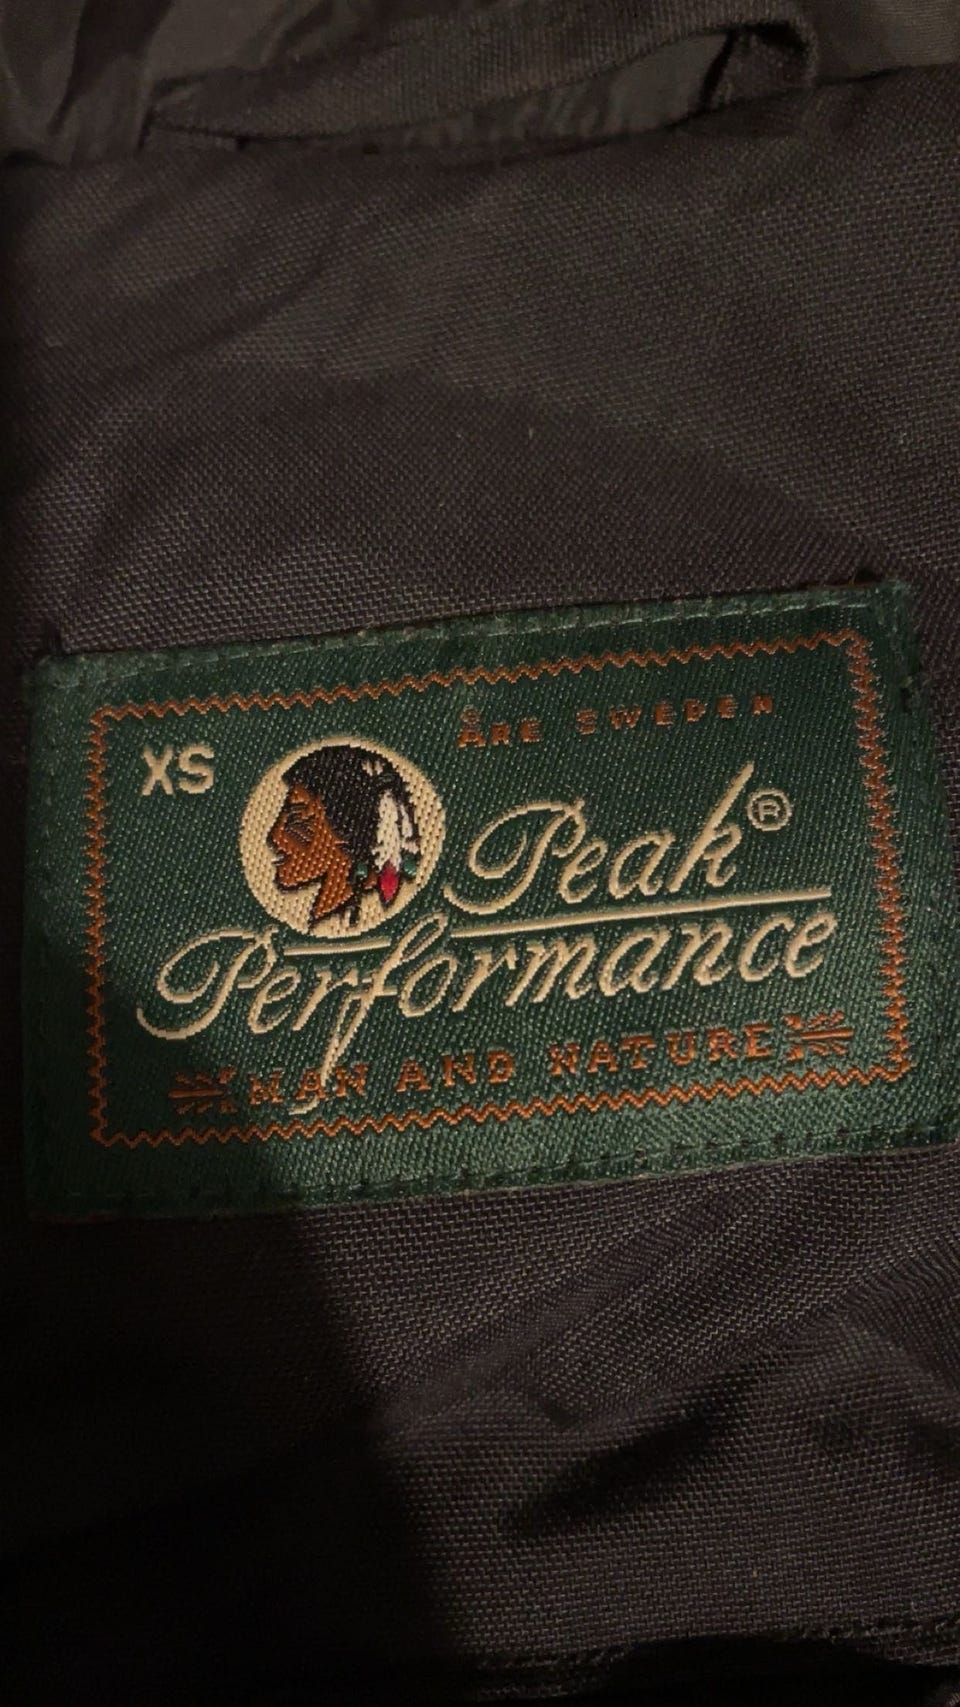 ÅRE SWEDEN
XS
Peak®
Performance
MAN AND NATURE